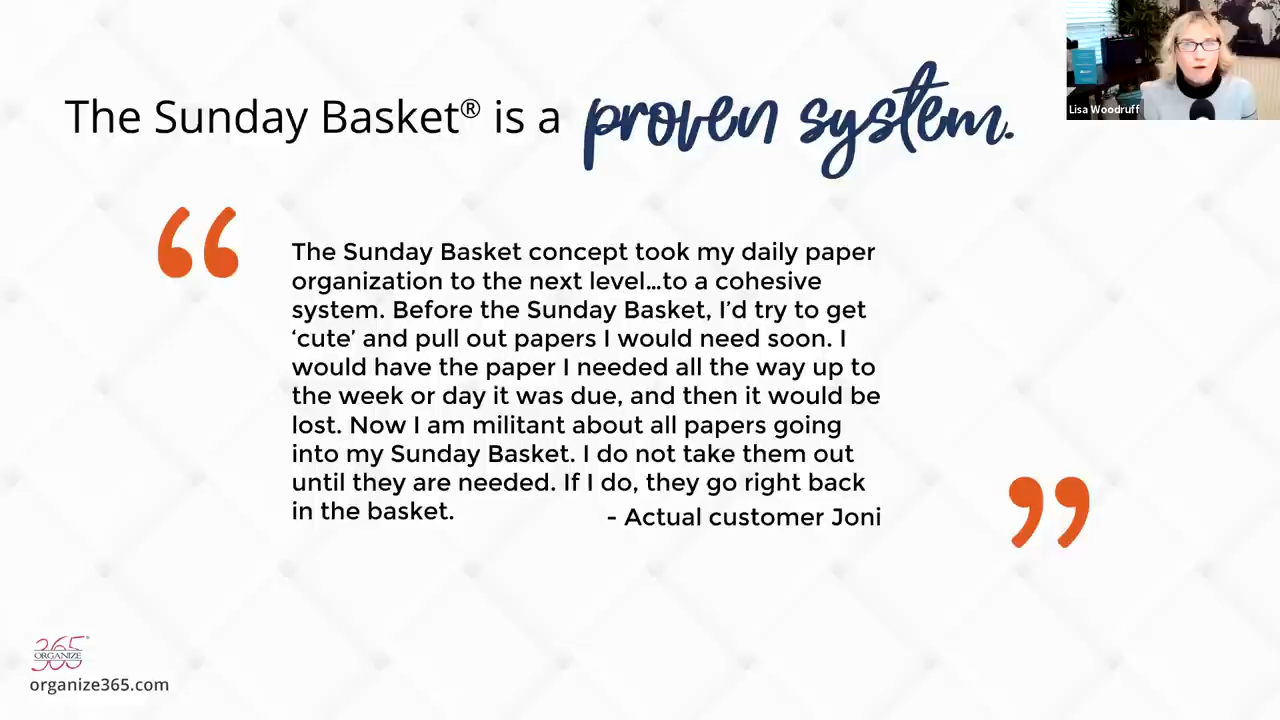 Lisa Woodruff
The Sunday Basket® is a proven system.
“
The Sunday Basket concept took my daily paper
organization to the next level...to a cohesive
system. Before the Sunday Basket, I’d try to get
‘cute’ and pull out papers I would need soon. I
would have the paper I needed all the way up to
the week or day it was due, and then it would be
lost. Now I am militant about all papers going
into my Sunday Basket. I do not take them out
until they are needed. If I do, they go right back
in the basket.
- Actual customer Joni
”
365®
ORGANIZE
organize365.com